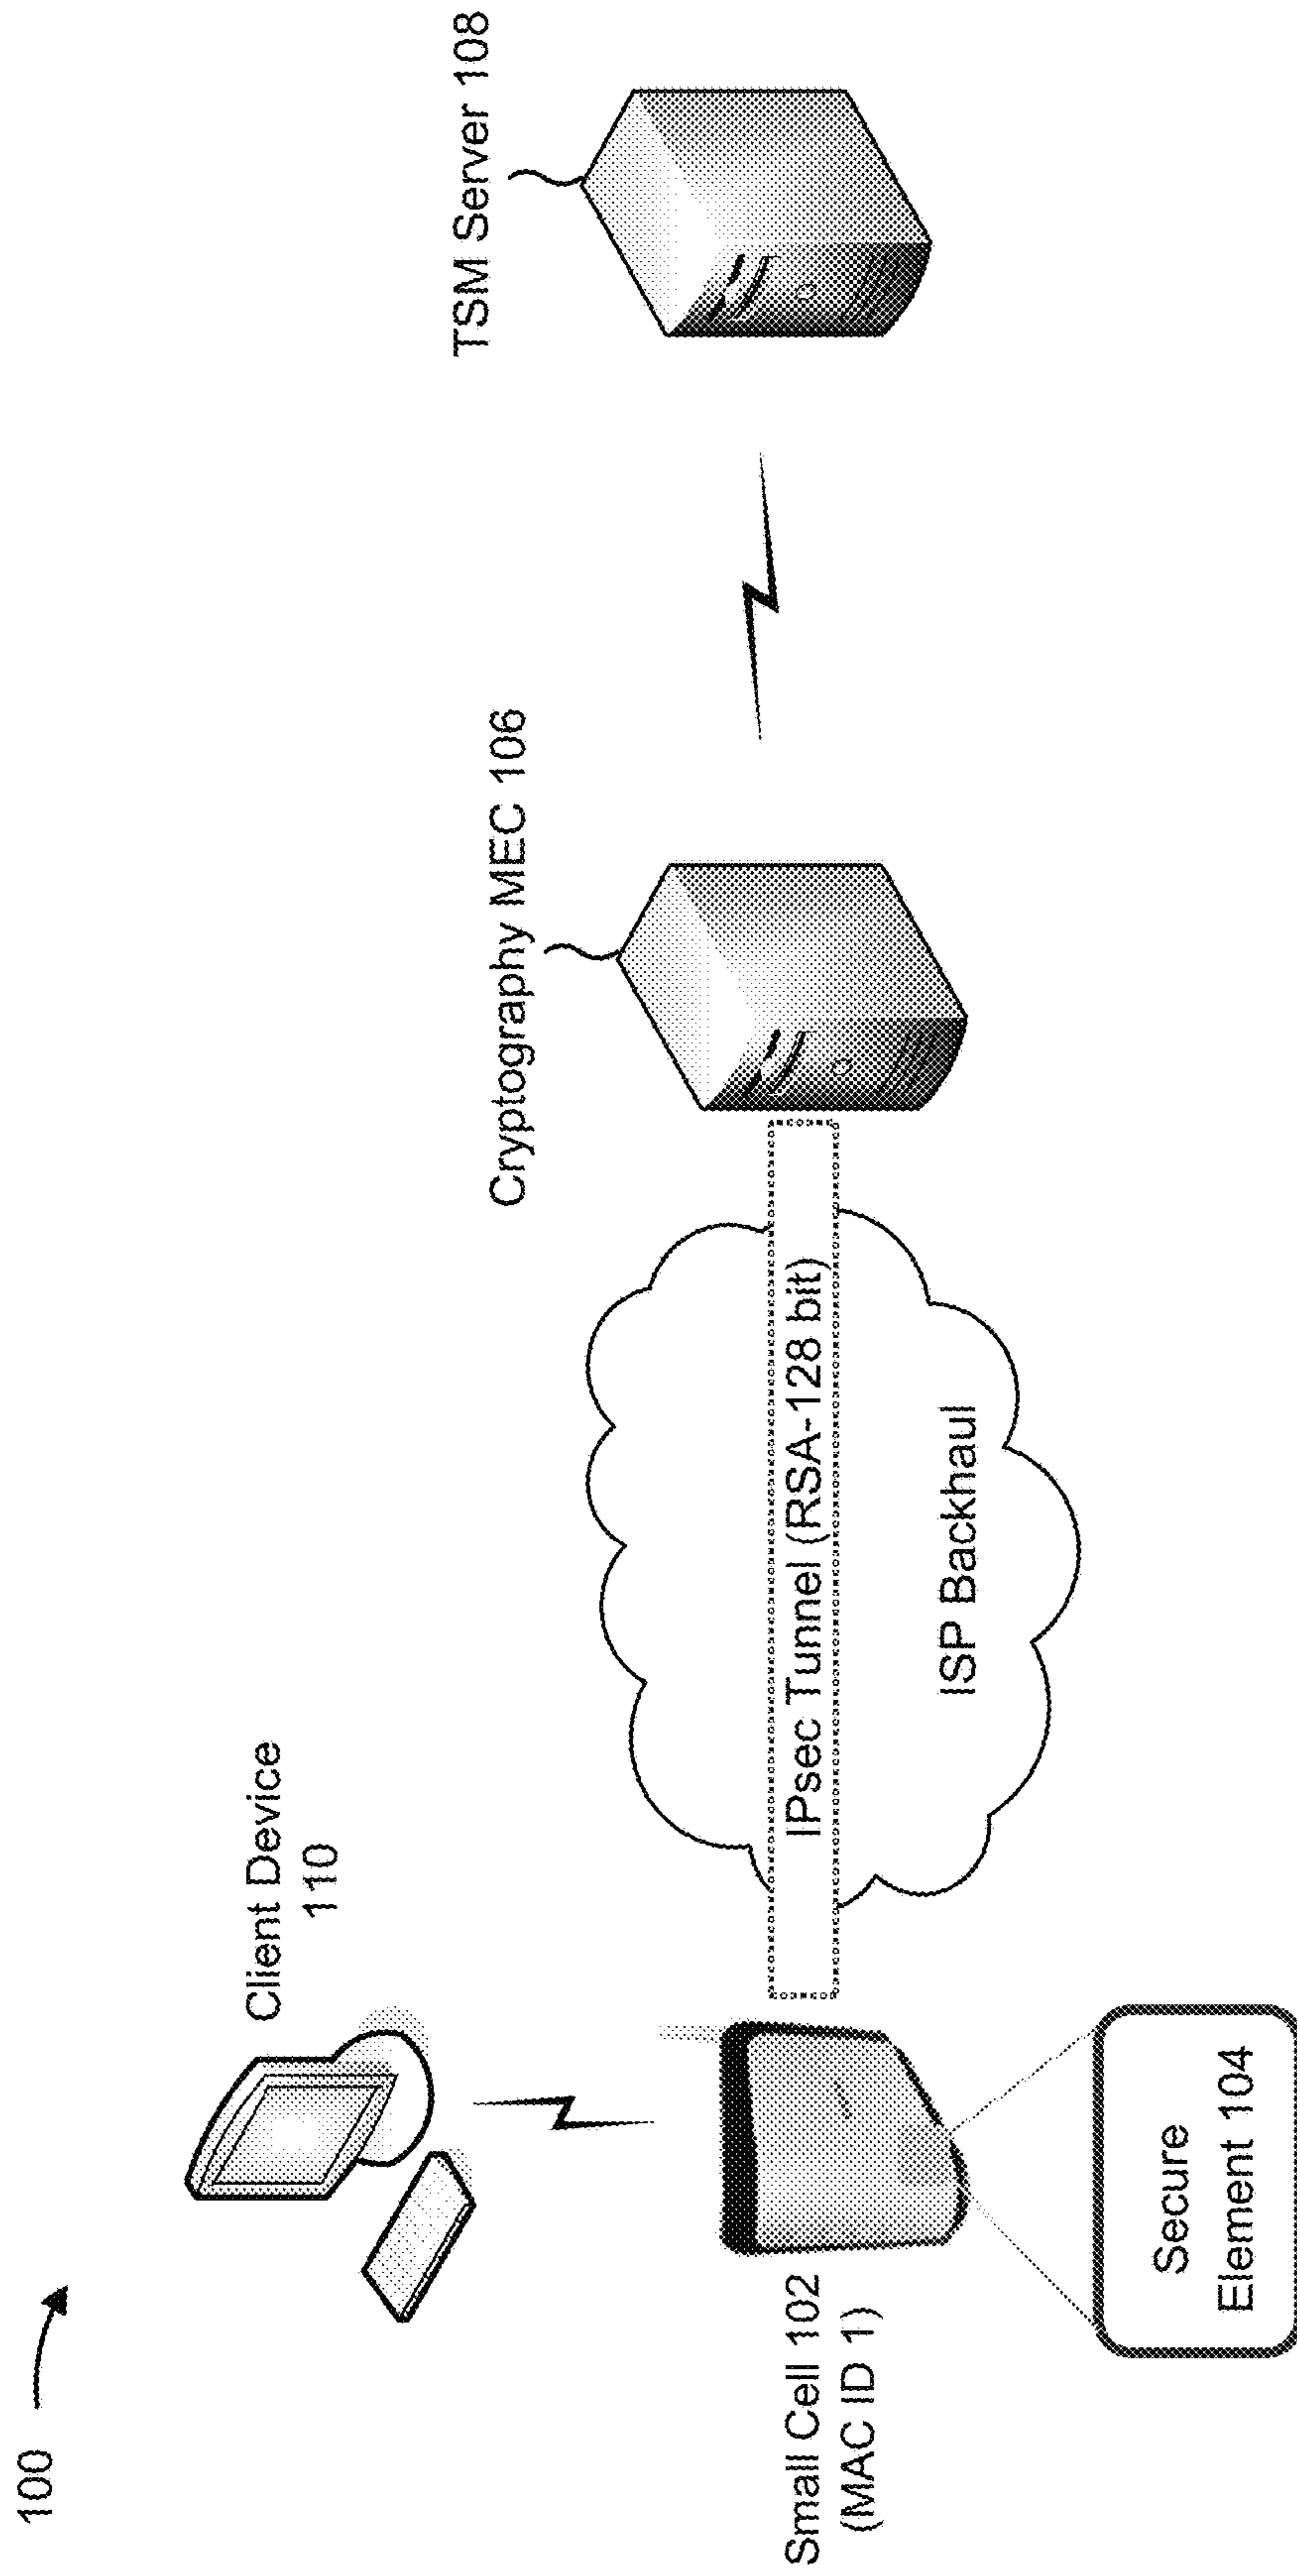 100
Client Device
110
TSM Server 108
Cryptography MEC 106
Small Cell 102
(MAC ID 1)
IPsec Tunnel (RSA-128 bit)
ISP Backhaul
Secure
Element 104